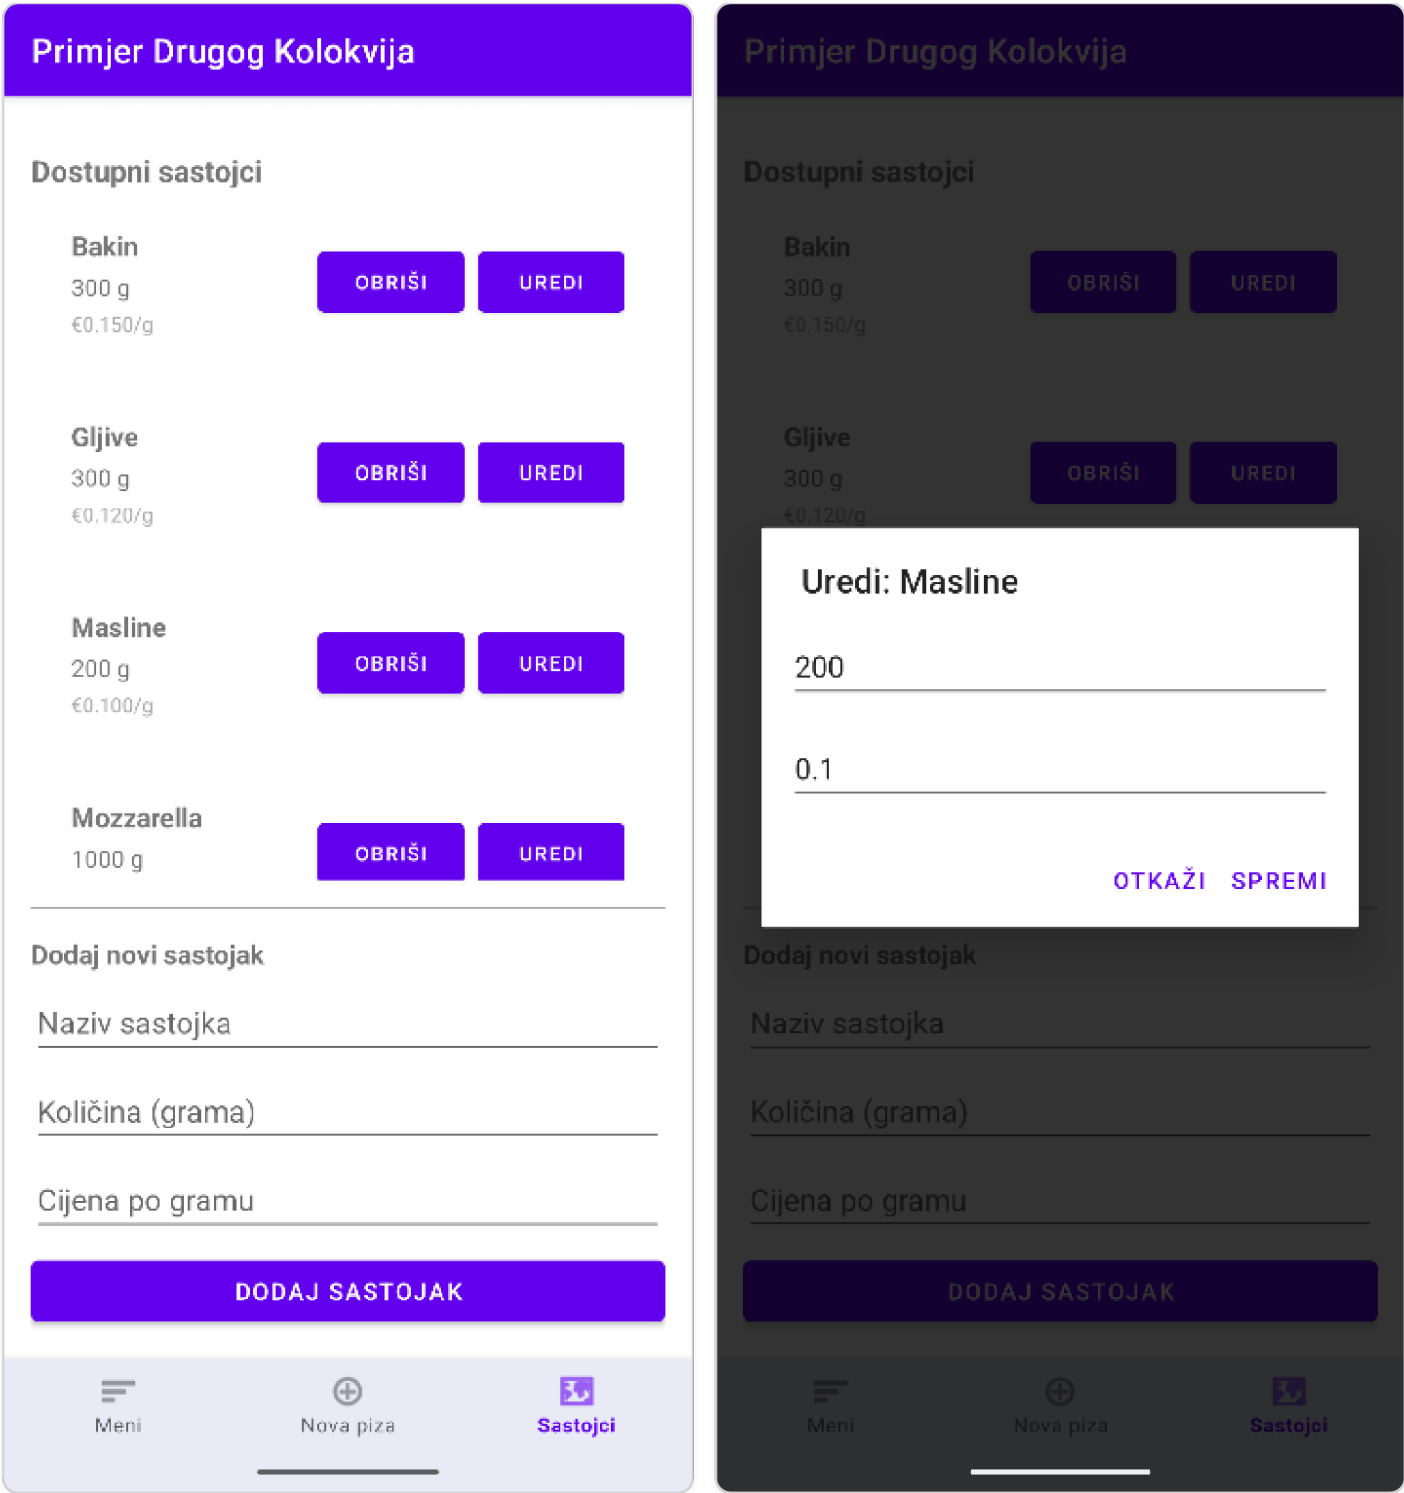 Primjer Drugog Kolokvija
Dostupni sastojci
Bakin
300 g
€0.150/g
OBRIŠI
UREDI
Gljive
300 g
€0.120/g
OBRIŠI
UREDI
Masline
200 g
€0.100/g
OBRIŠI
UREDI
Mozzarella
1000 g
OBRIŠI
UREDI
Dodaj novi sastojak
Naziv sastojka
Količina (grama)
Cijena po gramu
DODAJ SASTOJAK
Meni
Nova piza
Sastojci
Primjer Drugog Kolokvija
Dostupni sastojci
Bakin
300 g
€0.150/g
OBRIŠI
UREDI
Gljive
300 g
€0.120/g
OBRIŠI
UREDI
Uredi: Masline
200
0.1
OTKAŽI
SPREMI
Dodaj novi sastojak
Naziv sastojka
Količina (grama)
Cijena po gramu
DODAJ SASTOJAK
Meni
Nova piza
Sastojci